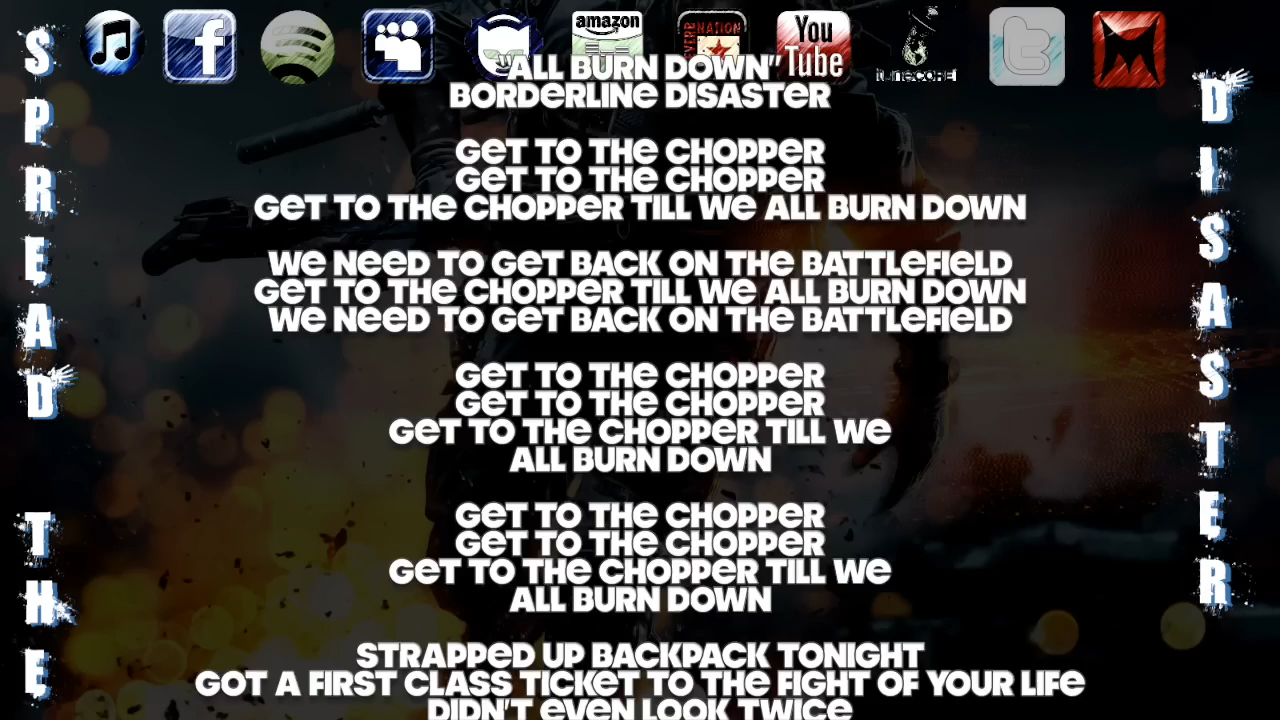 amazon
NATION
You
Tube
TUNECORE
"ALL BURN DOWN"
BORDERLINE DISASTER
GET TO THE CHOPPER
GET TO THE CHOPPER
GET TO THE CHOPPER TILL WE ALL BURN DOWN
WE NEED TO GET BACK ON THE BATTLEFIELD
GET TO THE CHOPPER TILL WE ALL BURN DOWN
WE NEED TO GET BACK ON THE BATTLEFIELD
GET TO THE CHOPPER
GET TO THE CHOPPER
GET TO THE CHOPPER TILL WE
ALL BURN DOWN
GET TO THE CHOPPER
GET TO THE CHOPPER
GET TO THE CHOPPER TILL WE
ALL BURN DOWN
STRAPPED UP BACKPACK TONIGHT
GOT A FIRST CLASS TICKET TO THE FIGHT OF YOUR LIFE
DIDN'T EVEN LOOK TWICE
SPREAD THE
DISASTER